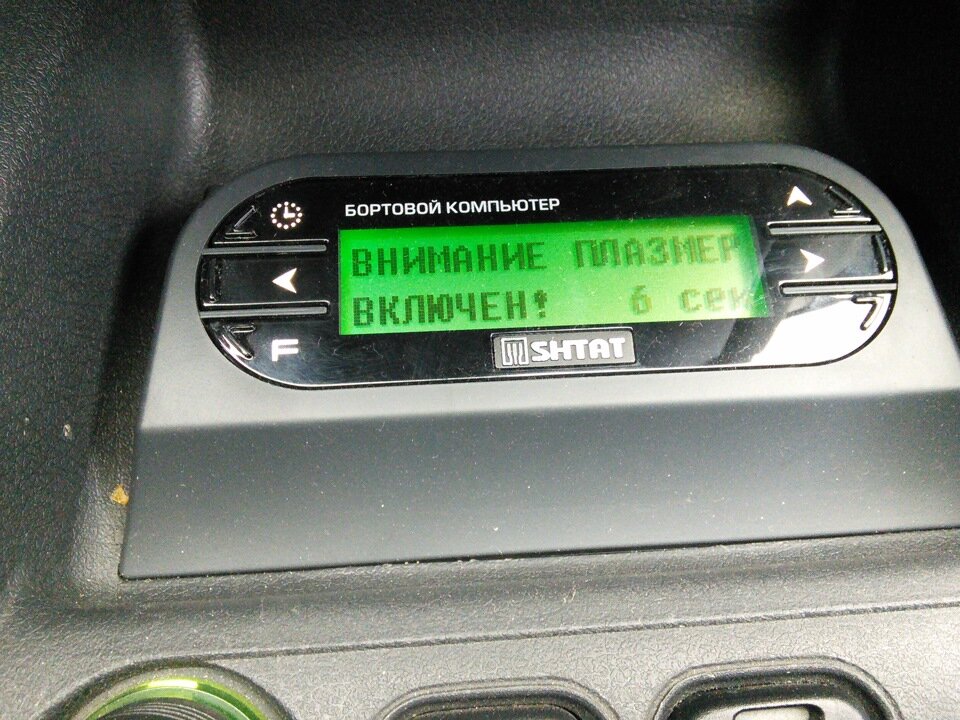 БОРТОВОЙ КОМПЬЮТЕР
ВНИМАНИЕ ПЛАЗМЕР
ВКЛЮЧЕН! 6 сек
F
SHTAT